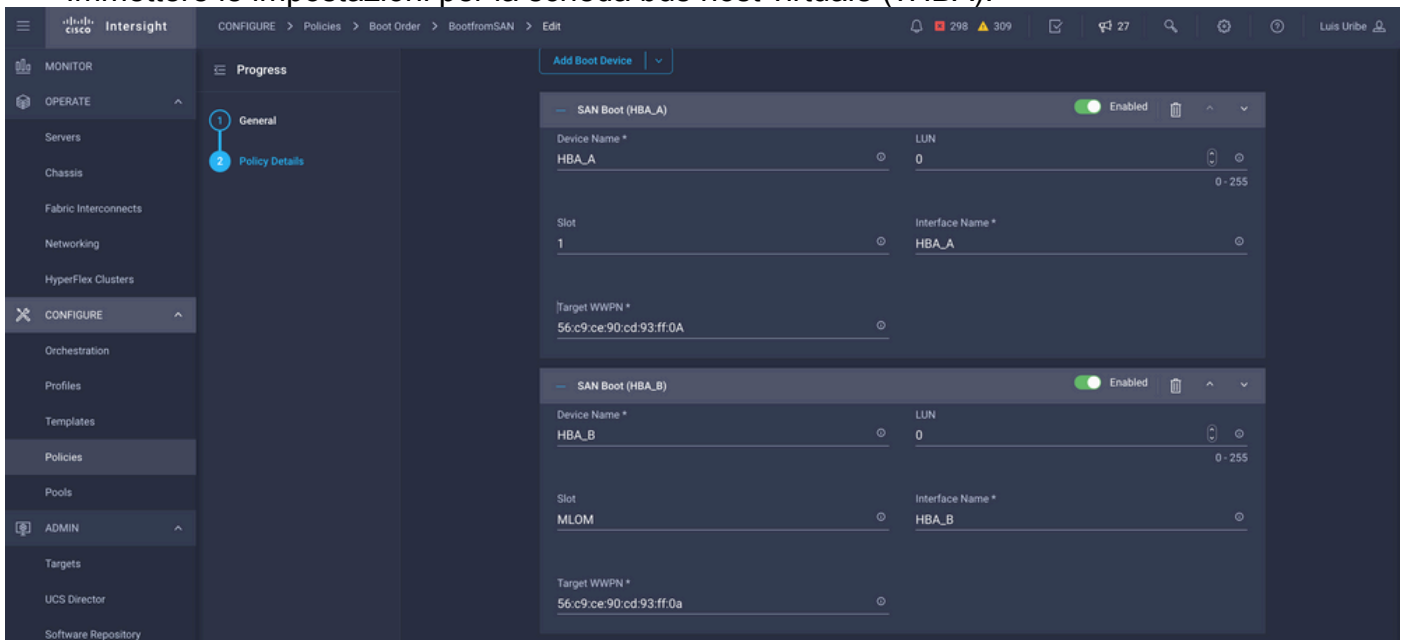 immettere le impostazioni per la scheda bus host virtuale (vHBA).
cisco Intersight
CONFIGURE > Policies > Boot Order > BootfromSAN > Edit
298 309 27 Luis Uribe
MONITOR
OPERATE
Servers
Chassis
Fabric Interconnects
Networking
HyperFlex Clusters
CONFIGURE
Orchestration
Profiles
Templates
Policies
Pools
ADMIN
Targets
UCS Director
Software Repository
Progress
1 General
2 Policy Details
Add Boot Device
SAN Boot (HBA_A) Enabled
Device Name * LUN
HBA_A 0
0 - 255
Slot Interface Name *
1 HBA_A
Target WWPN *
56:c9:ce:90:cd:93:ff:0A
SAN Boot (HBA_B) Enabled
Device Name * LUN
HBA_B 0
0 - 255
Slot Interface Name *
MLOM HBA_B
Target WWPN *
56:c9:ce:90:cd:93:ff:0a